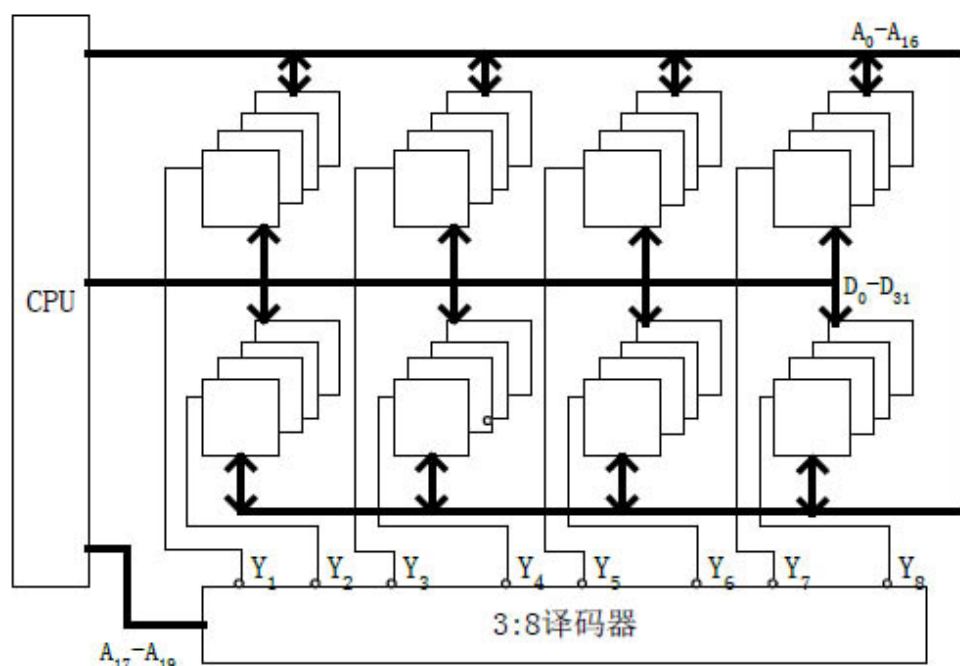 A₀-A₁₆
CPU
D₀-D₃₁
Y₁ Y₂ Y₃ Y₄ Y₅ Y₆ Y₇ Y₈
3:8译码器
A₁₇-A₁₉